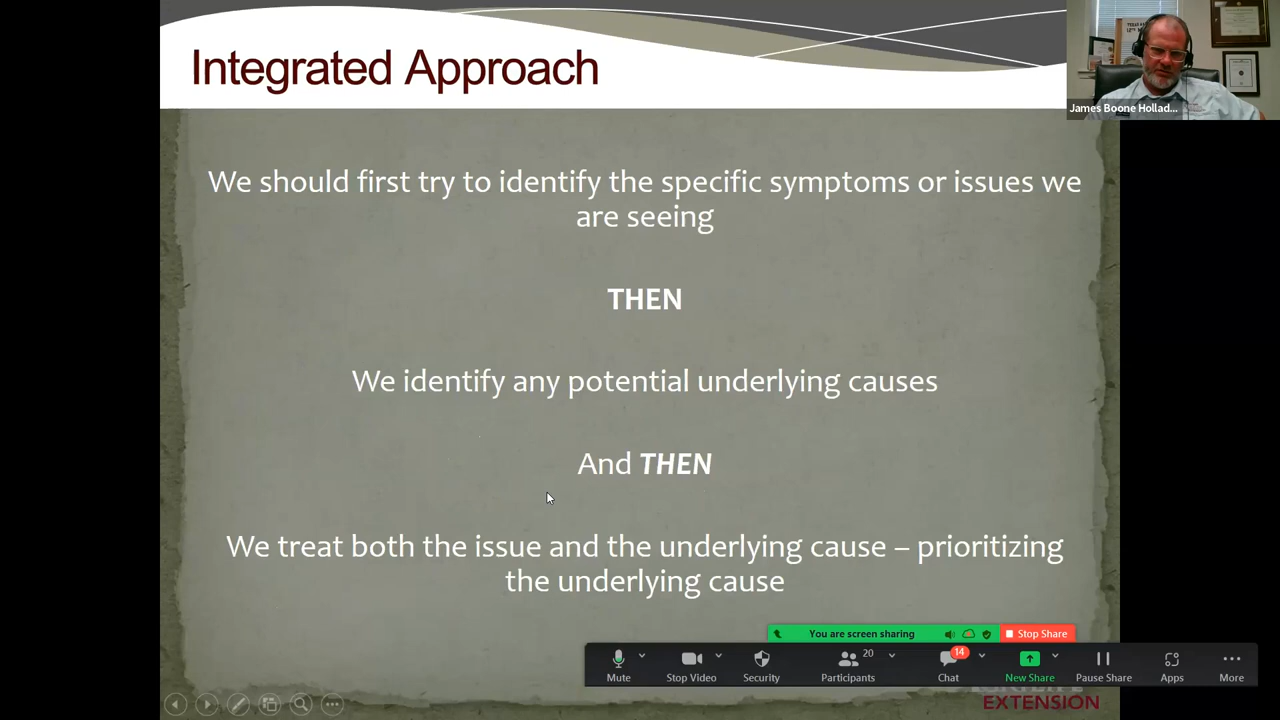 Integrated Approach
James Boone Hollad...
We should first try to identify the specific symptoms or issues we
are seeing
THEN
We identify any potential underlying causes
And THEN
We treat both the issue and the underlying cause – prioritizing
the underlying cause
You are screen sharing
Stop Share
20
14
Mute
Stop Video
Security
Participants
Chat
New Share
Pause Share
Apps
More
EXTENSION